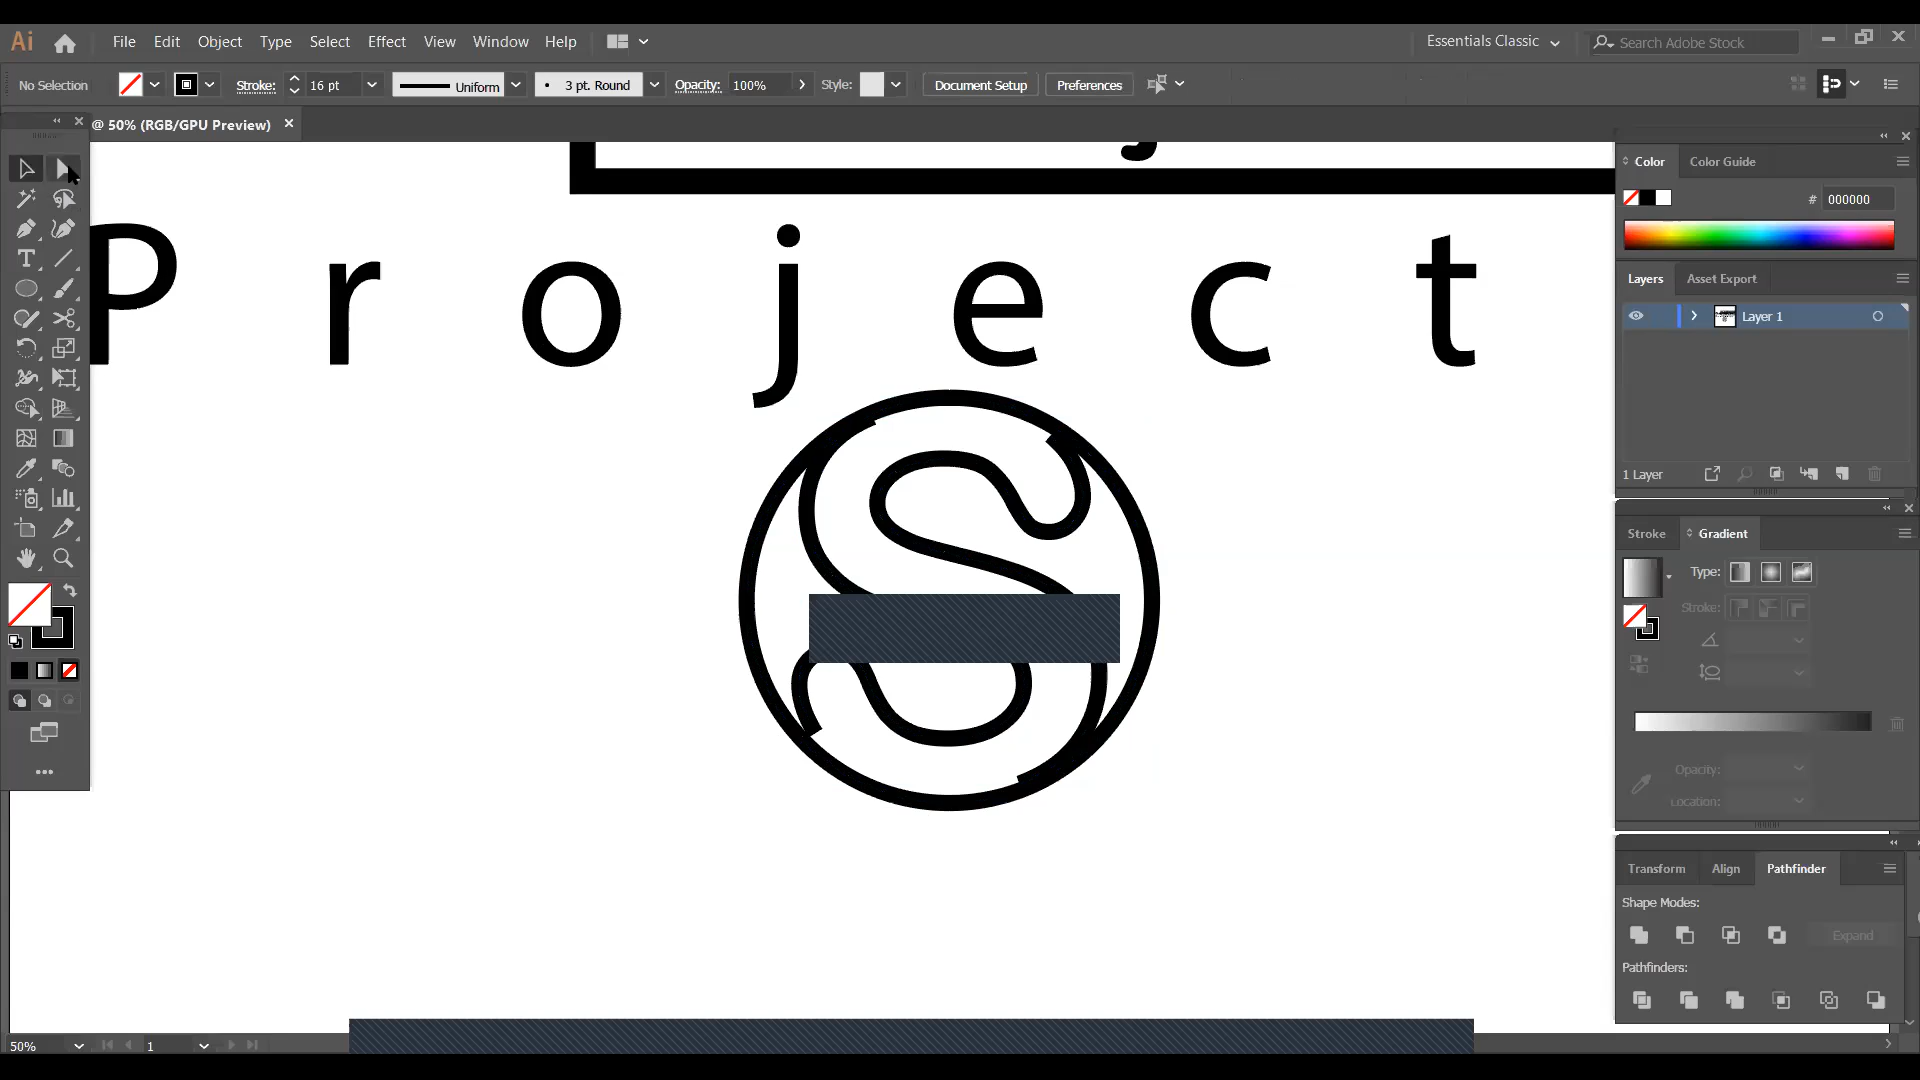 Ai File Edit Object Type Select Effect View Window Help Essentials Classic Search Adobe Stock
No Selection Stroke: 16 pt Uniform 3 pt. Round Opacity: 100% Style: Document Setup Preferences
@ 50% (RGB/GPU Preview)
Color Color Guide
# 000000
Project
Layers Asset Export
Layer 1
1 Layer
S
Stroke Gradient
Type:
Stroke:
Opacity:
Location:
Transform Align Pathfinder
Shape Modes:
Expand
Pathfinders:
50% 1